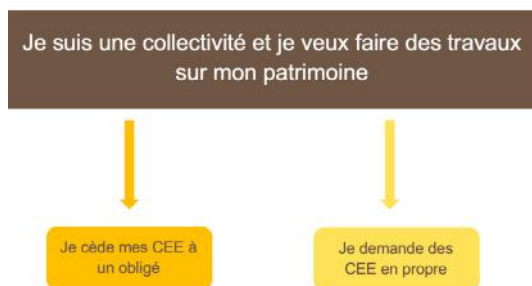 Je suis une collectivité et je veux faire des travaux
sur mon patrimoine
Je cède mes CEE à
un obligé
Je demande des
CEE en propre